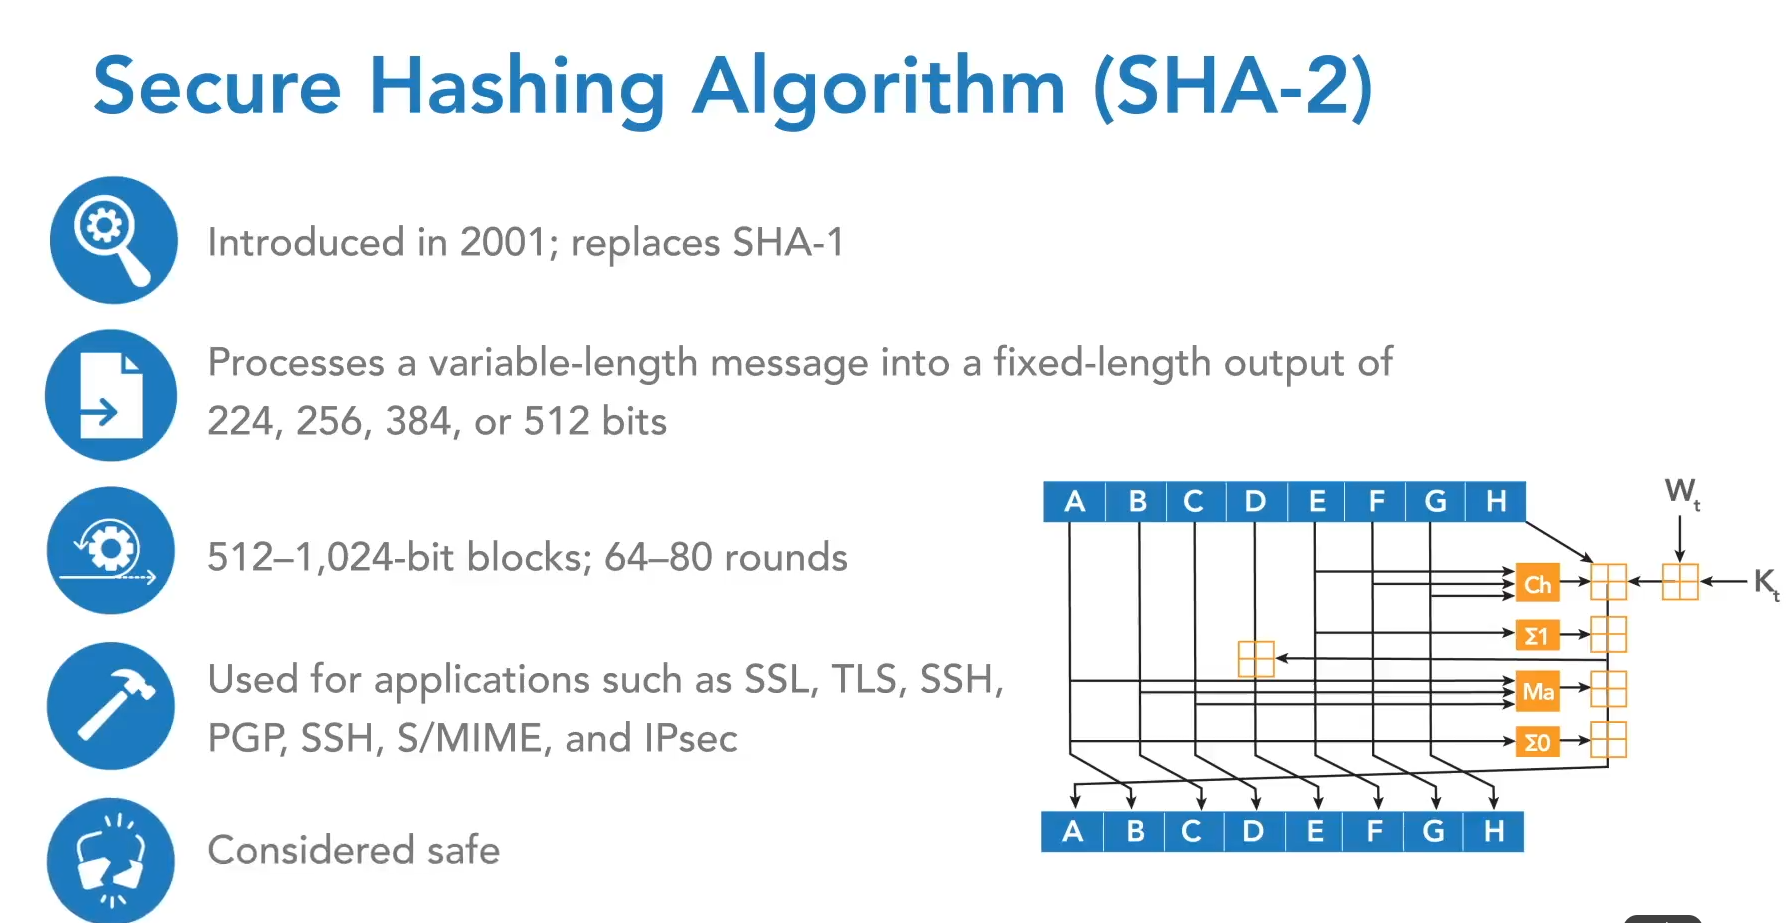 Secure Hashing Algorithm (SHA-2)
Introduced in 2001; replaces SHA-1
Processes a variable-length message into a fixed-length output of
224, 256, 384, or 512 bits
512–1,024-bit blocks; 64–80 rounds
Used for applications such as SSL, TLS, SSH,
PGP, SSH, S/MIME, and IPsec
Considered safe
A B C D E F G H
Wt
Ch
Kt
Σ1
Ma
Σ0
A B C D E F G H